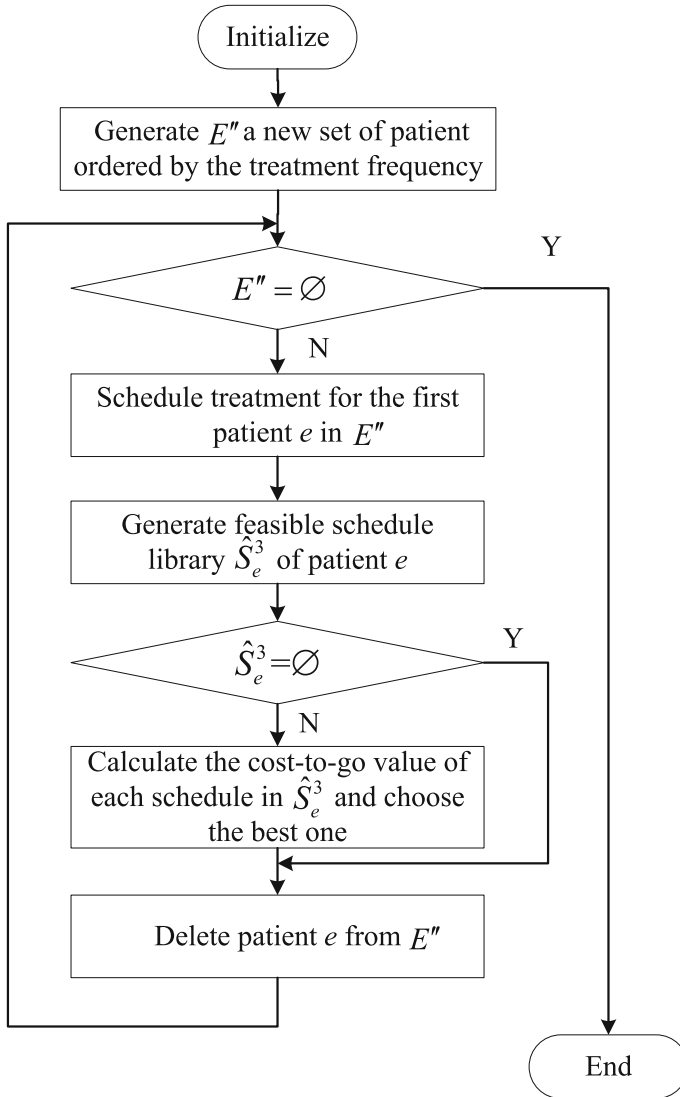 Initialize
Generate E″ a new set of patient
ordered by the treatment frequency
Y
E″ = ∅
N
Schedule treatment for the first
patient e in E″
Generate feasible schedule
library Ŝ³ₑ of patient e
Y
Ŝ³ₑ=∅
N
Calculate the cost-to-go value of
each schedule in Ŝ³ₑ and choose
the best one
Delete patient e from E″
End